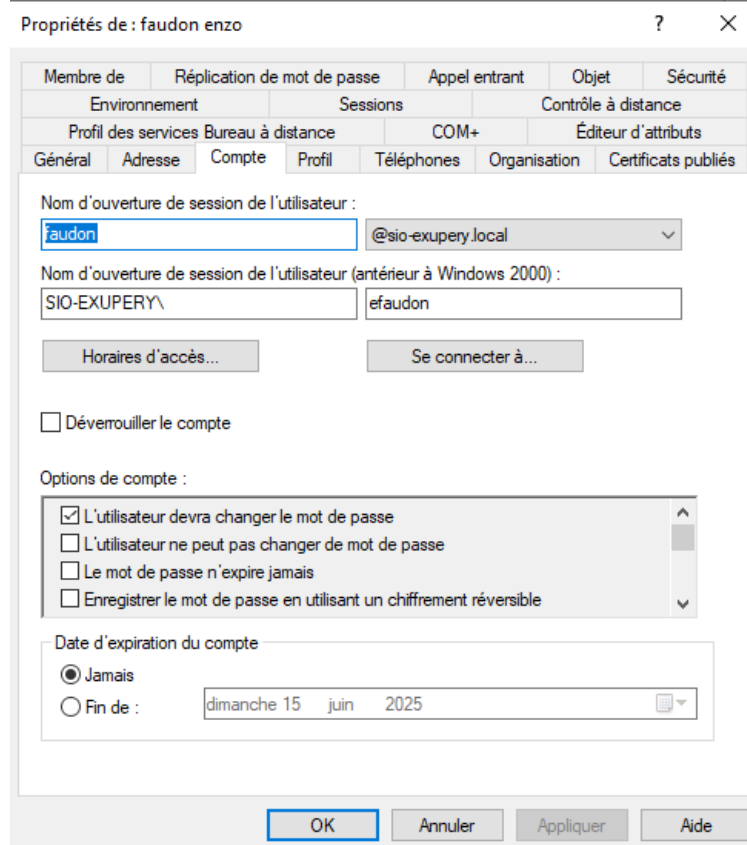 Propriétés de : faudon enzo ? ×
Membre de Réplication de mot de passe Appel entrant Objet Sécurité
Environnement Sessions Contrôle à distance
Profil des services Bureau à distance COM+ Éditeur d'attributs
Général Adresse Compte Profil Téléphones Organisation Certificats publiés
Nom d'ouverture de session de l'utilisateur :
faudon @sio-exupery.local
Nom d'ouverture de session de l'utilisateur (antérieur à Windows 2000) :
SIO-EXUPERY\ efaudon
Horaires d'accès... Se connecter à...
Déverrouiller le compte
Options de compte :
L'utilisateur devra changer le mot de passe
L'utilisateur ne peut pas changer de mot de passe
Le mot de passe n'expire jamais
Enregistrer le mot de passe en utilisant un chiffrement réversible
Date d'expiration du compte
Jamais
Fin de : dimanche 15 juin 2025
OK Annuler Appliquer Aide